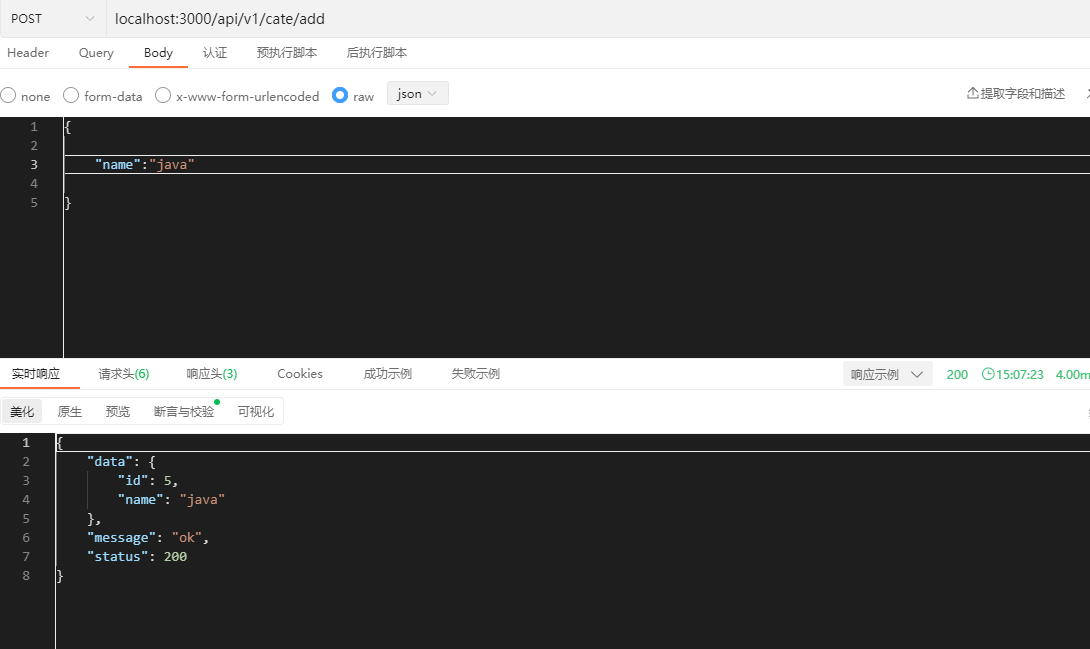 POST localhost:3000/api/v1/cate/add
Header Query Body 认证 预执行脚本 后执行脚本
none form-data x-www-form-urlencoded raw json 提取字段和描述
1 {
2
3 "name":"java"
4
5 }
实时响应 请求头(6) 响应头(3) Cookies 成功示例 失败示例 响应示例 200 15:07:23 4.00m
美化 原生 预览 断言与校验 可视化
1 {
2 "data": {
3 "id": 5,
4 "name": "java"
5 },
6 "message": "ok",
7 "status": 200
8 }